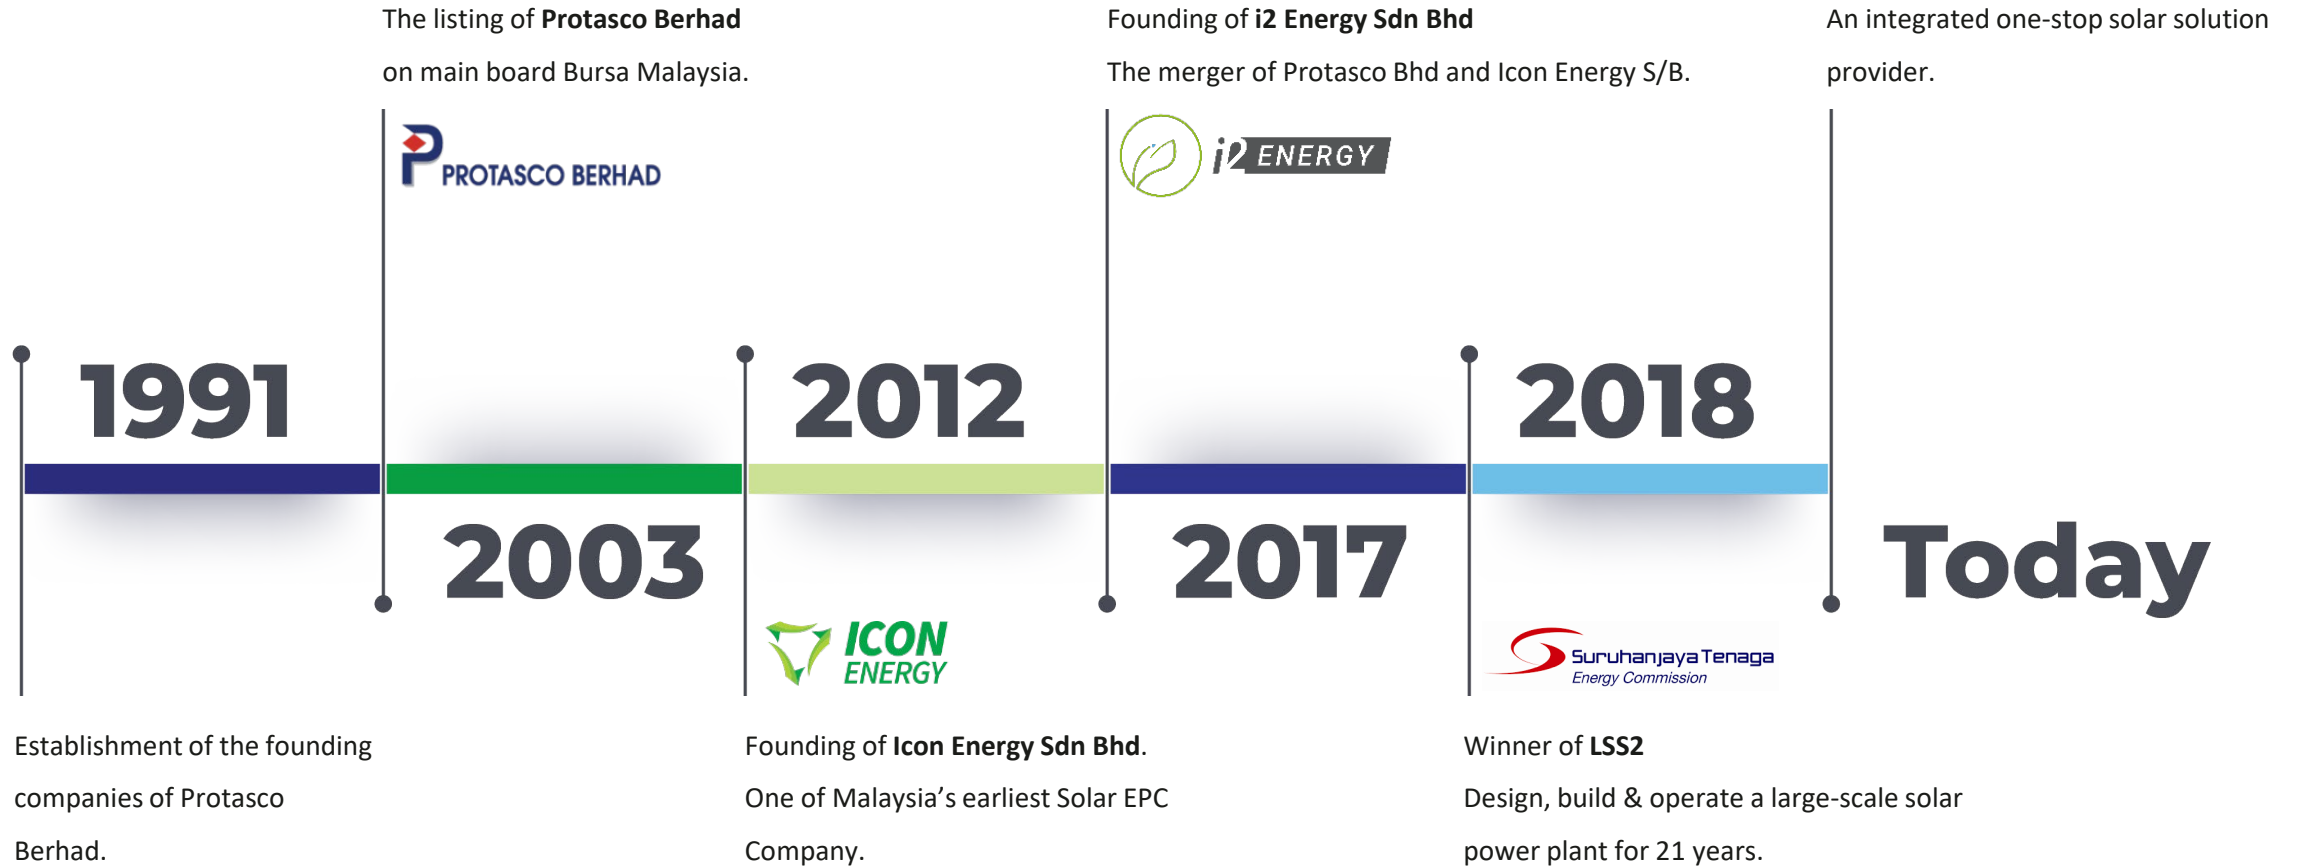 The listing of Protasco Berhad
on main board Bursa Malaysia.
PROTASCO BERHAD
Founding of i2 Energy Sdn Bhd
The merger of Protasco Bhd and Icon Energy S/B.
i2 ENERGY
An integrated one-stop solar solution
provider.
1991
2003
2012
2017
2018
Today
Establishment of the founding
companies of Protasco
Berhad.
ICON
ENERGY
Founding of Icon Energy Sdn Bhd.
One of Malaysia’s earliest Solar EPC
Company.
Suruhanjaya Tenaga
Energy Commission
Winner of LSS2
Design, build & operate a large-scale solar
power plant for 21 years.